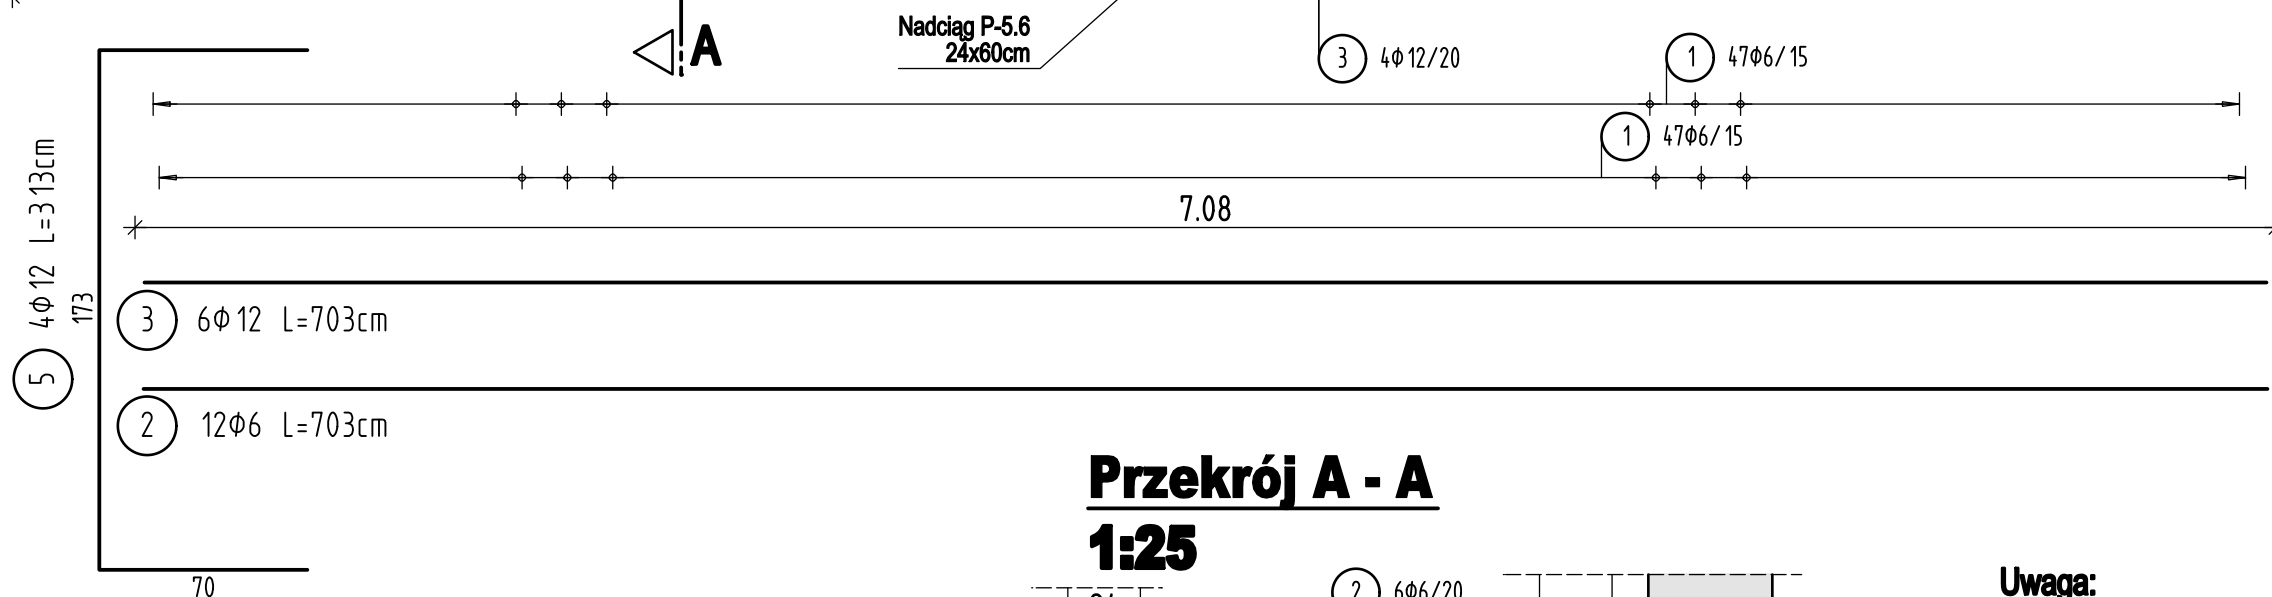 Nadciąg P-5.6
24x60cm
A
3 4Φ12/20
1 47Φ6/15
1 47Φ6/15
7.08
5 4Φ12 L=313cm
173
3 6Φ12 L=703cm
2 12Φ6 L=703cm
Przekrój A - A
1:25
70
2 6Φ6/20
Uwaga: